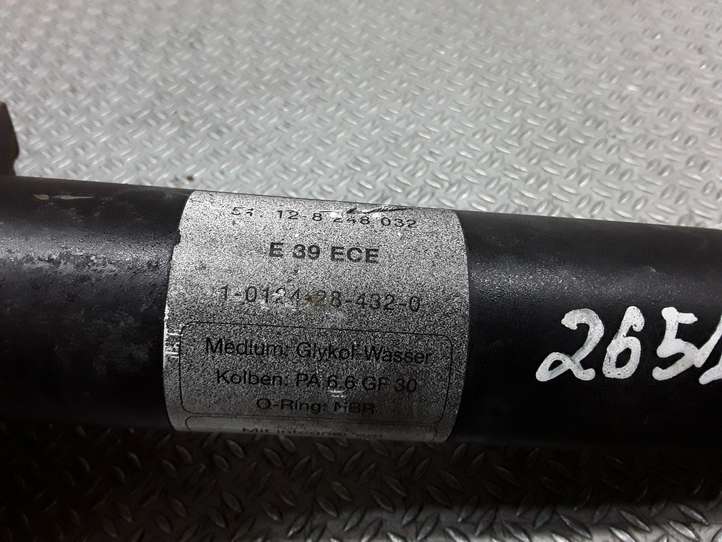 51. 12-8 248 032
E 39 ECE
1-0124-28-432-0
Medium: Glykol-Wasser
Kolben: PA 6.6 GF 30
O-Ring: NBR
2651